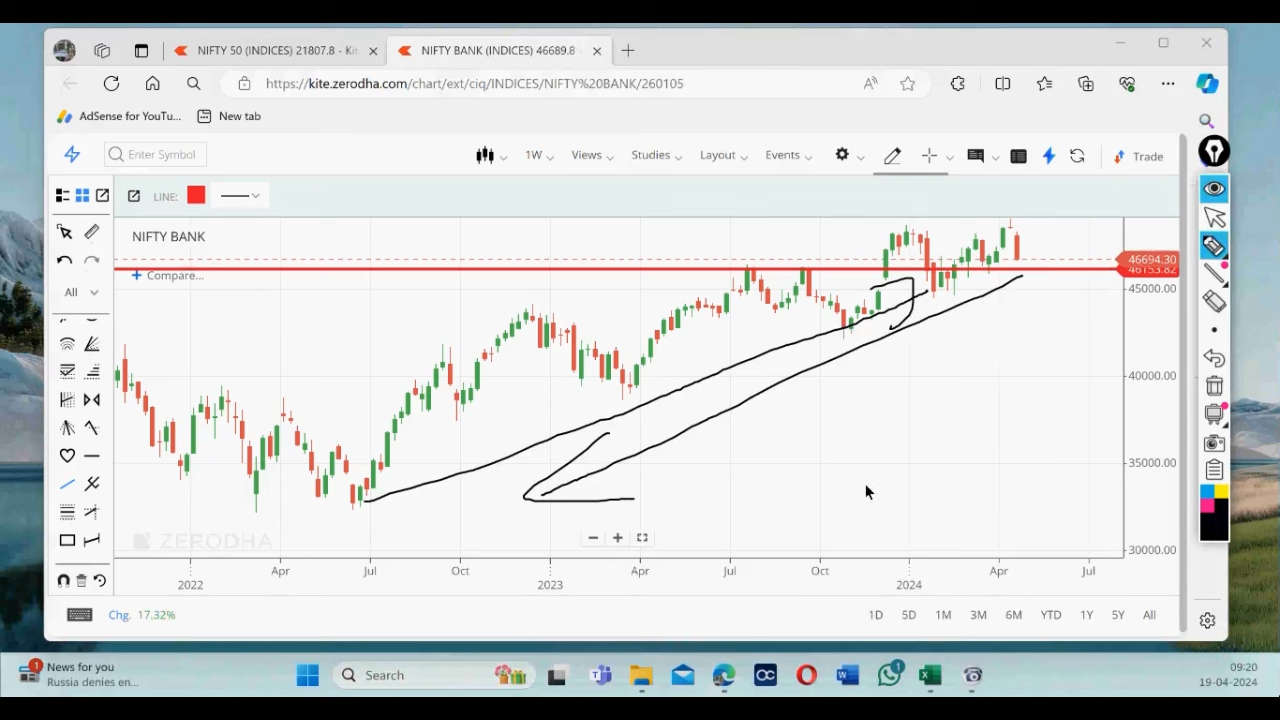 NIFTY 50 (INDICES) 21807.8 - Ki
NIFTY BANK (INDICES) 46689.8
https://kite.zerodha.com/chart/ext/ciq/INDICES/NIFTY%20BANK/260105
AdSense for YouTu...
New tab
Enter Symbol
1W
Views
Studies
Layout
Events
Trade
LINE:
NIFTY BANK
Compare...
All
46694.30
46153.82
45000.00
40000.00
35000.00
30000.00
ZERODHA
Apr Jul Oct Apr Jul Oct Apr Jul
2022 2023 2024
Chg. 17.32%
1D 5D 1M 3M 6M YTD 1Y 5Y All
1
News for you
Russia denies en...
Search
1
09:20
19-04-2024